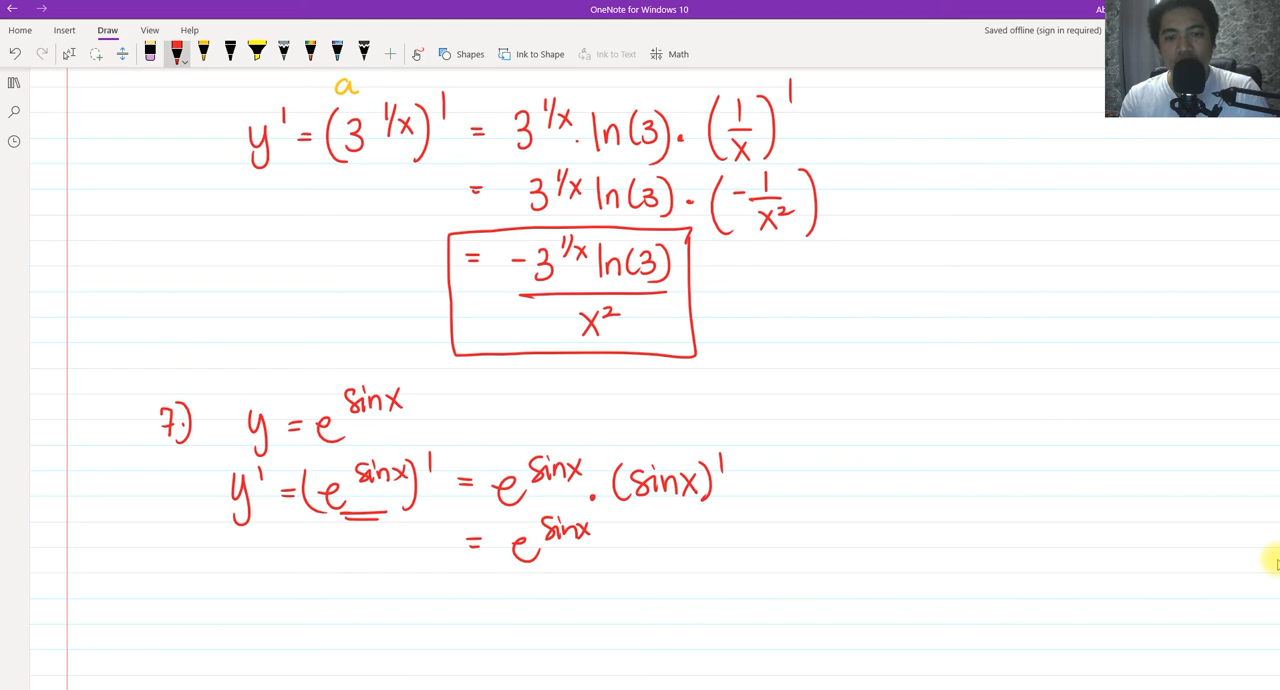 OneNote for Windows 10
Home Insert Draw View Help
Saved offline (sign in required)
Shapes Ink to Shape Ink to Text Math
a
y' = (3^{1/x})' = 3^{1/x} · ln(3) · (1/x)'
= 3^{1/x} ln(3) · (-1/x²)
= -3^{1/x} ln(3) / x²
7.) y = e^{sinx}
y' = (e^{sinx})' = e^{sinx} · (sinx)'
= e^{sinx}